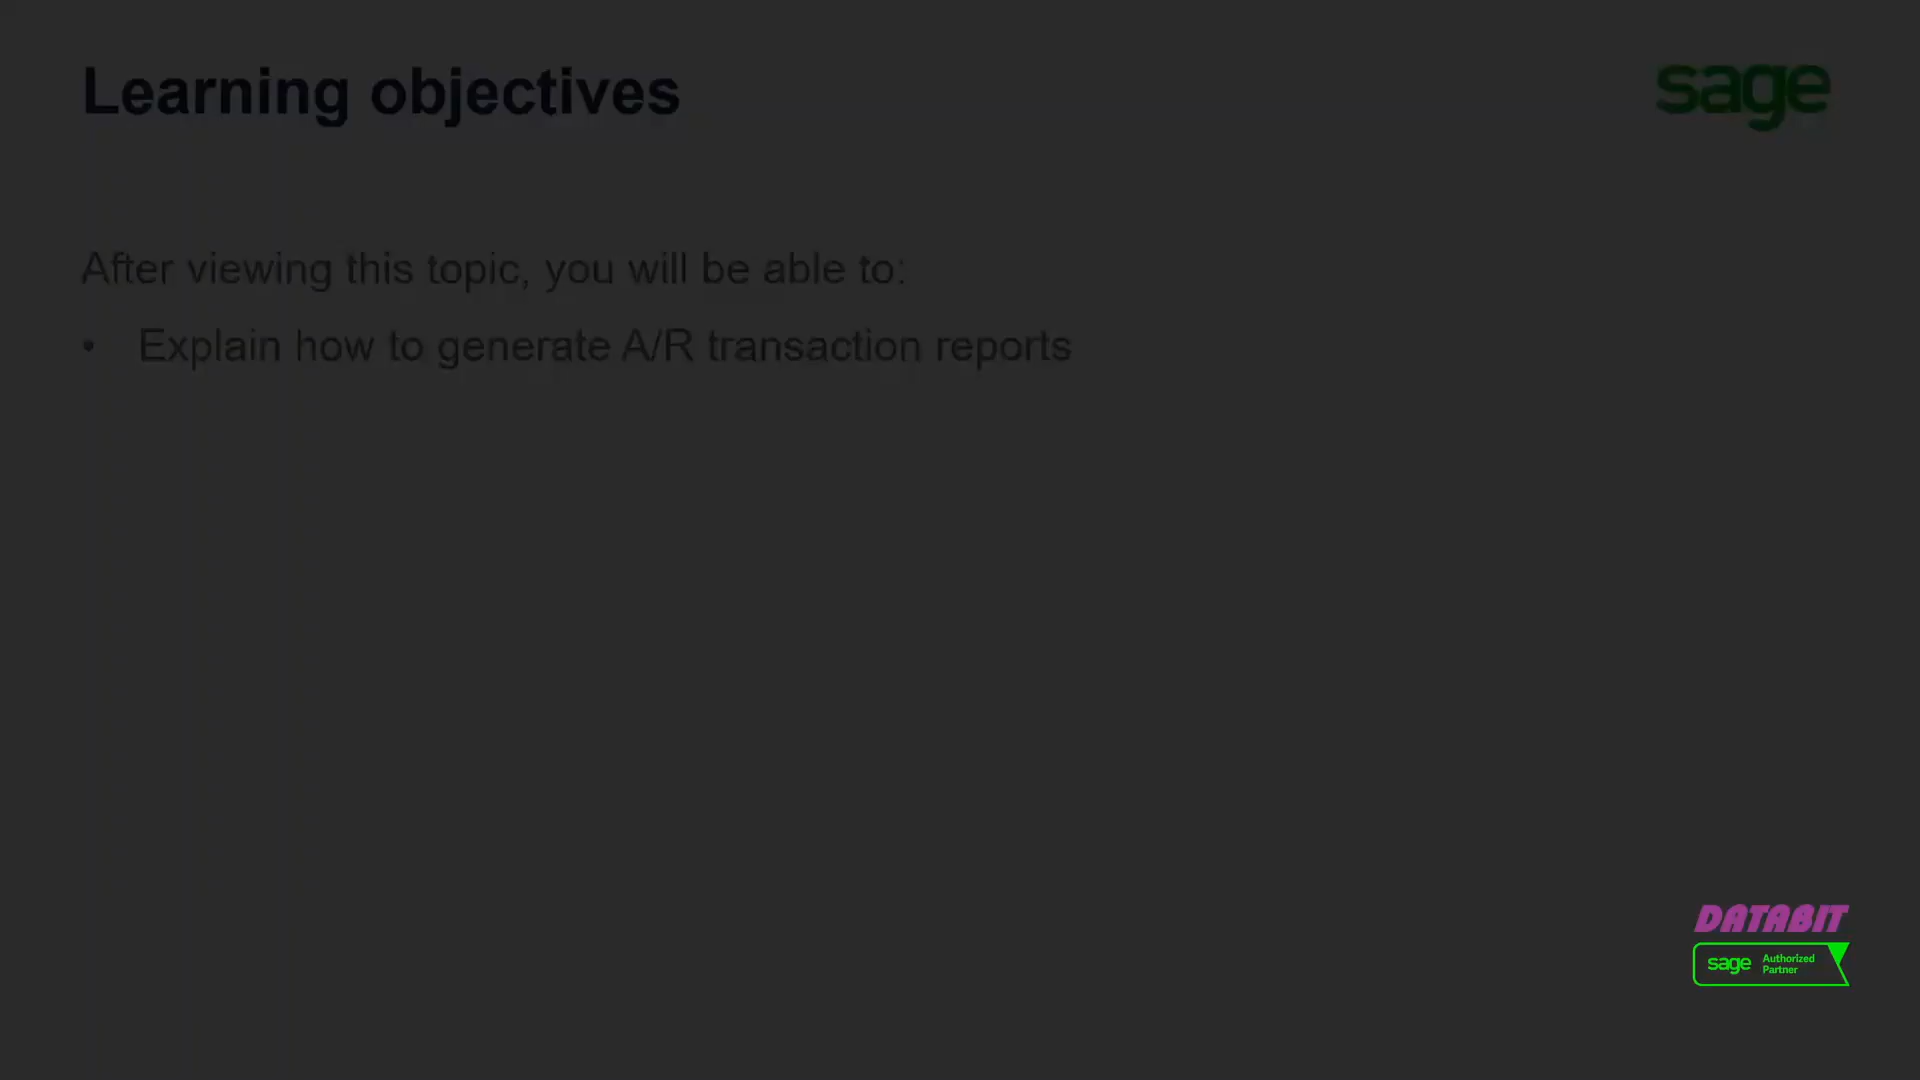 Learning objectives
sage
After viewing this topic, you will be able to:
• Explain how to generate A/R transaction reports
DATABIT
sage Authorized
Partner